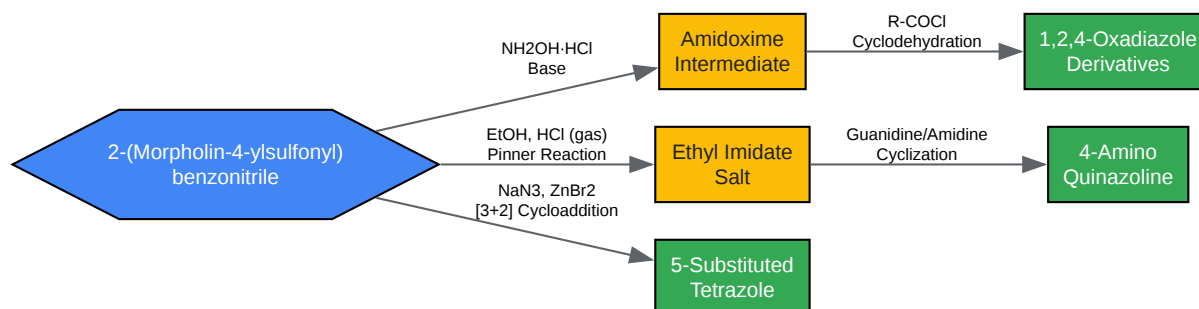 NH2OH·HCl
Base
Amidoxime
Intermediate
R-COCl
Cyclodehydration
1,2,4-Oxadiazole
Derivatives
2-(Morpholin-4-ylsulfonyl)
benzonitrile
EtOH, HCl (gas)
Pinner Reaction
Ethyl Imidate
Salt
Guanidine/Amidine
Cyclization
4-Amino
Quinazoline
NaN3, ZnBr2
[3+2] Cycloaddition
5-Substituted
Tetrazole